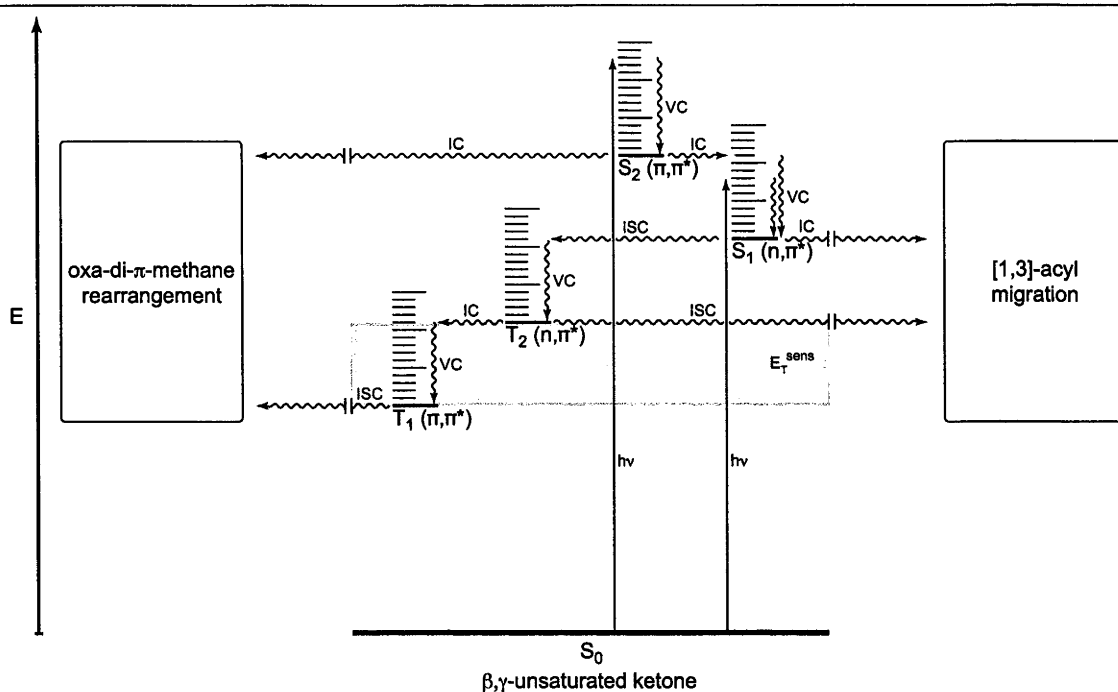 VC
IC
IC
S₂ (π,π*)
VC
ISC
IC
S₁ (n,π*)
oxa-di-π-methane
rearrangement
[1,3]-acyl
migration
VC
E
IC
ISC
T₂ (n,π*)
VC
E_T^sens
ISC
T₁ (π,π*)
hν
hν
S₀
β,γ-unsaturated ketone